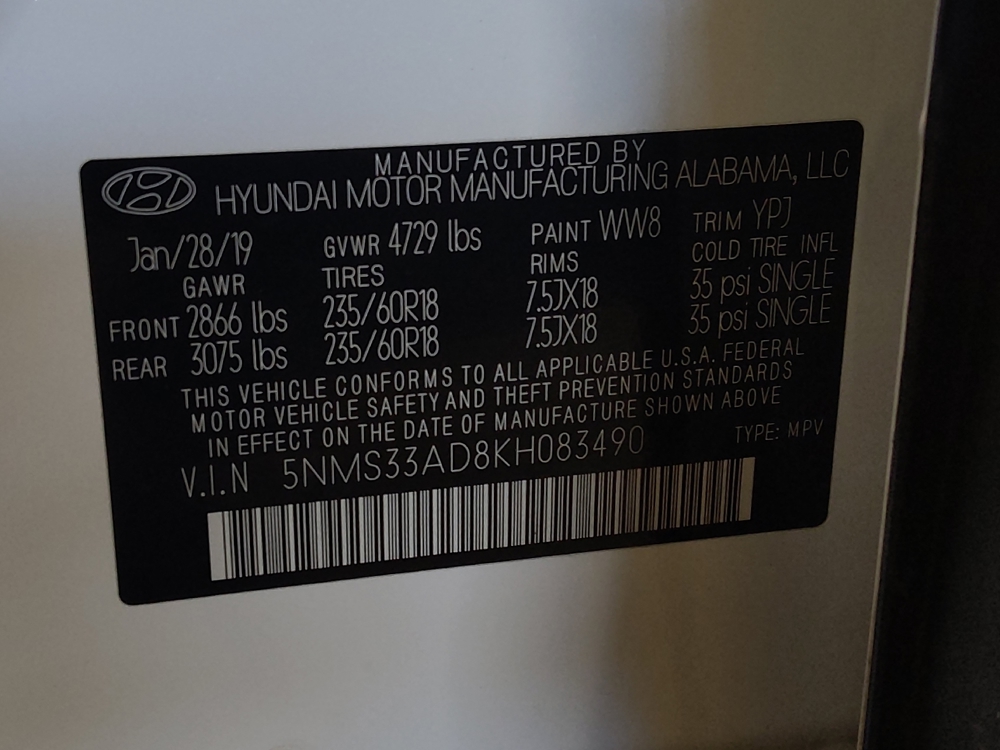 MANUFACTURED BY
HYUNDAI MOTOR MANUFACTURING ALABAMA, LLC
Jan/28/19 GVWR 4729 lbs PAINT WW8 TRIM YPJ
GAWR TIRES RIMS COLD TIRE INFL
FRONT 2866 lbs 235/60R18 7.5JX18 35 psi SINGLE
REAR 3075 lbs 235/60R18 7.5JX18 35 psi SINGLE
THIS VEHICLE CONFORMS TO ALL APPLICABLE U.S.A. FEDERAL
MOTOR VEHICLE SAFETY AND THEFT PREVENTION STANDARDS
IN EFFECT ON THE DATE OF MANUFACTURE SHOWN ABOVE
V.I.N 5NMS33AD8KH083490 TYPE: MPV